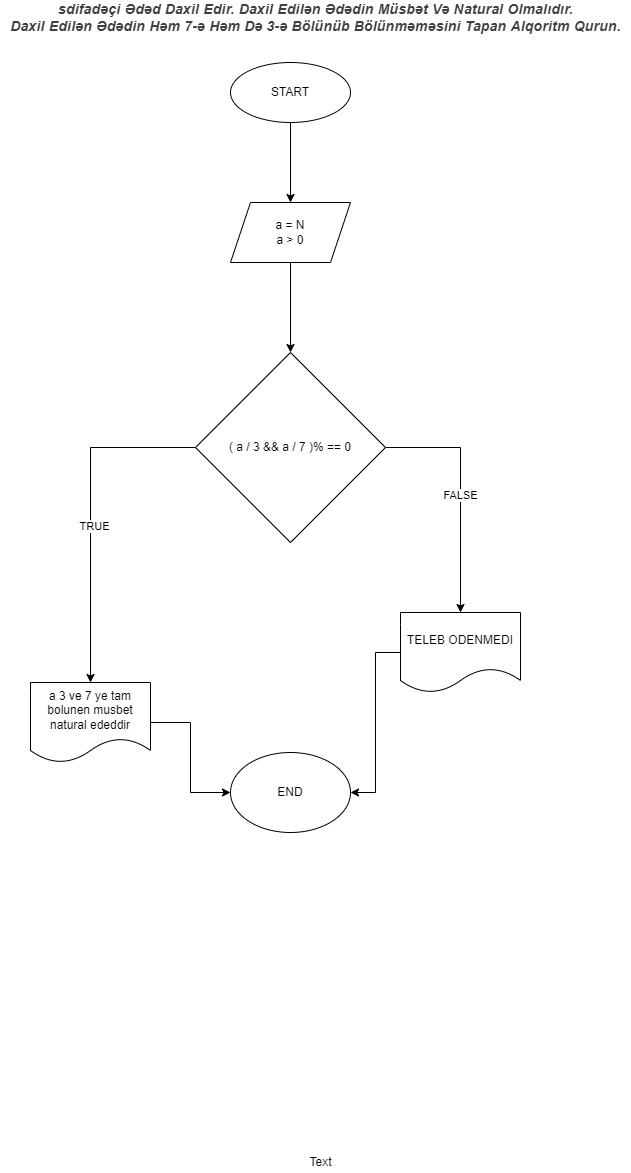 sdifadəçi Ədəd Daxil Edir. Daxil Edilən Ədədin Müsbət Və Natural Olmalıdır.
Daxil Edilən Ədədin Həm 7-ə Həm Də 3-ə Bölünüb Bölünməməsini Tapan Alqoritm Qurun.
START
a = N
a > 0
( a / 3 && a / 7 )% == 0
TRUE
FALSE
TELEB ODENMEDI
a 3 ve 7 ye tam
bolunen musbet
natural ededdir
END
Text